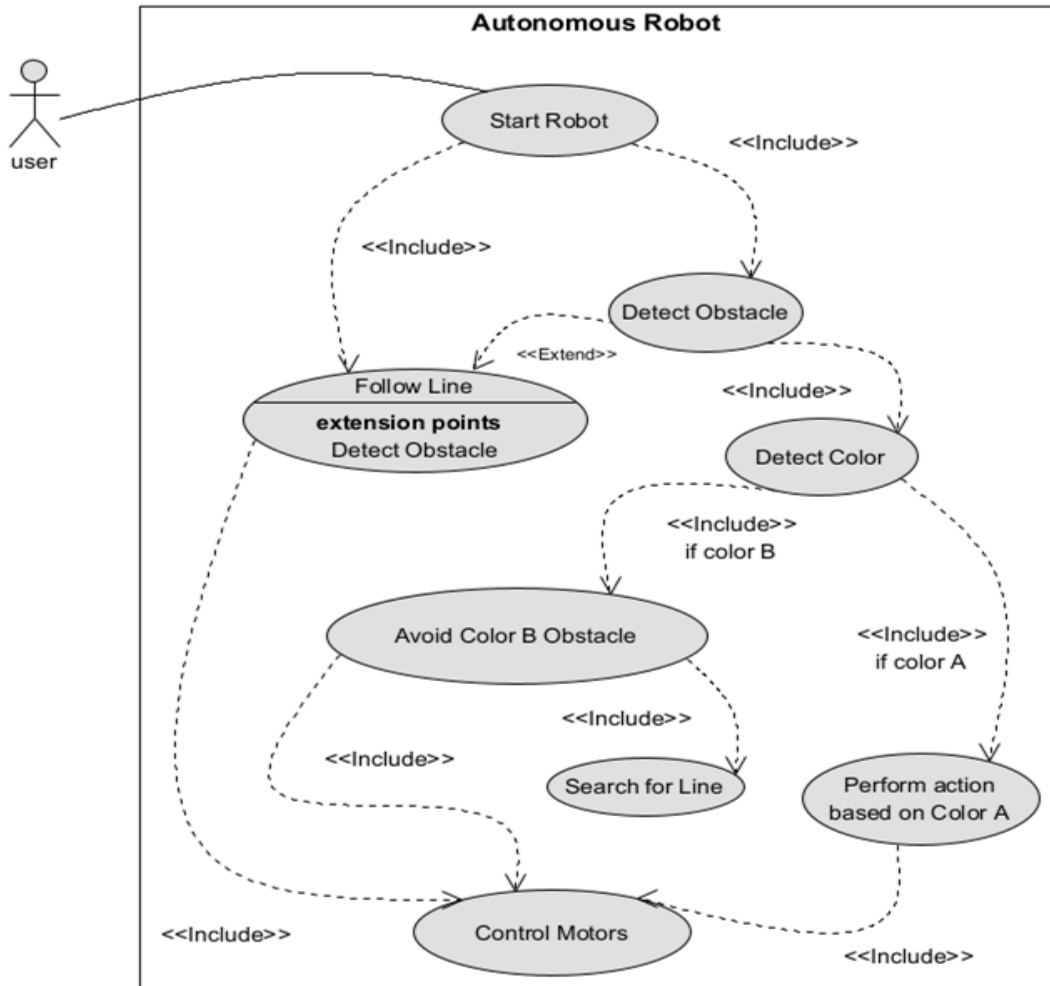 Autonomous Robot
user
Start Robot
<<Include>>
<<Include>>
Detect Obstacle
<<Extend>>
Follow Line
extension points
Detect Obstacle
<<Include>>
Detect Color
<<Include>>
if color B
Avoid Color B Obstacle
<<Include>>
if color A
<<Include>>
<<Include>>
Search for Line
Perform action
based on Color A
Control Motors
<<Include>>
<<Include>>